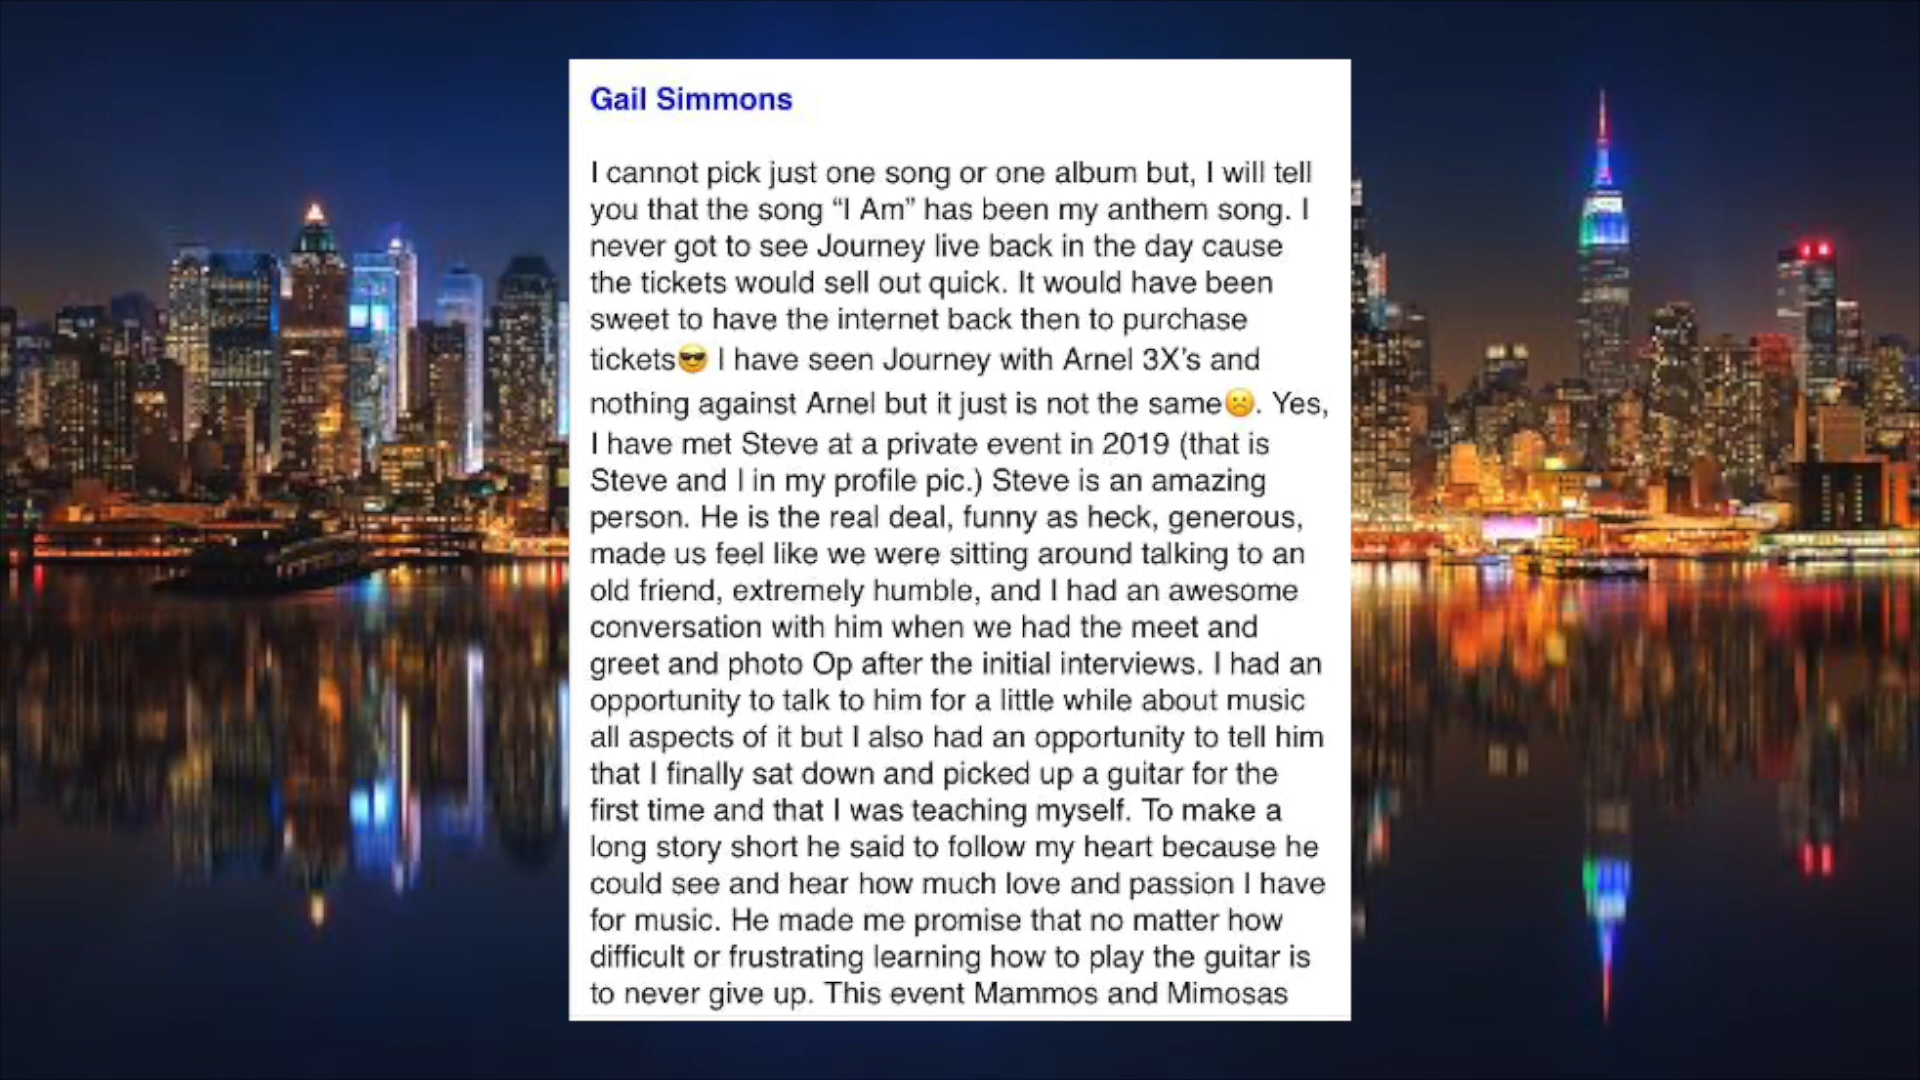 Gail Simmons
I cannot pick just one song or one album but, I will tell
you that the song “I Am” has been my anthem song. I
never got to see Journey live back in the day cause
the tickets would sell out quick. It would have been
sweet to have the internet back then to purchase
tickets😎 I have seen Journey with Arnel 3X’s and
nothing against Arnel but it just is not the same☹️. Yes,
I have met Steve at a private event in 2019 (that is
Steve and I in my profile pic.) Steve is an amazing
person. He is the real deal, funny as heck, generous,
made us feel like we were sitting around talking to an
old friend, extremely humble, and I had an awesome
conversation with him when we had the meet and
greet and photo Op after the initial interviews. I had an
opportunity to talk to him for a little while about music
all aspects of it but I also had an opportunity to tell him
that I finally sat down and picked up a guitar for the
first time and that I was teaching myself. To make a
long story short he said to follow my heart because he
could see and hear how much love and passion I have
for music. He made me promise that no matter how
difficult or frustrating learning how to play the guitar is
to never give up. This event Mammos and Mimosas